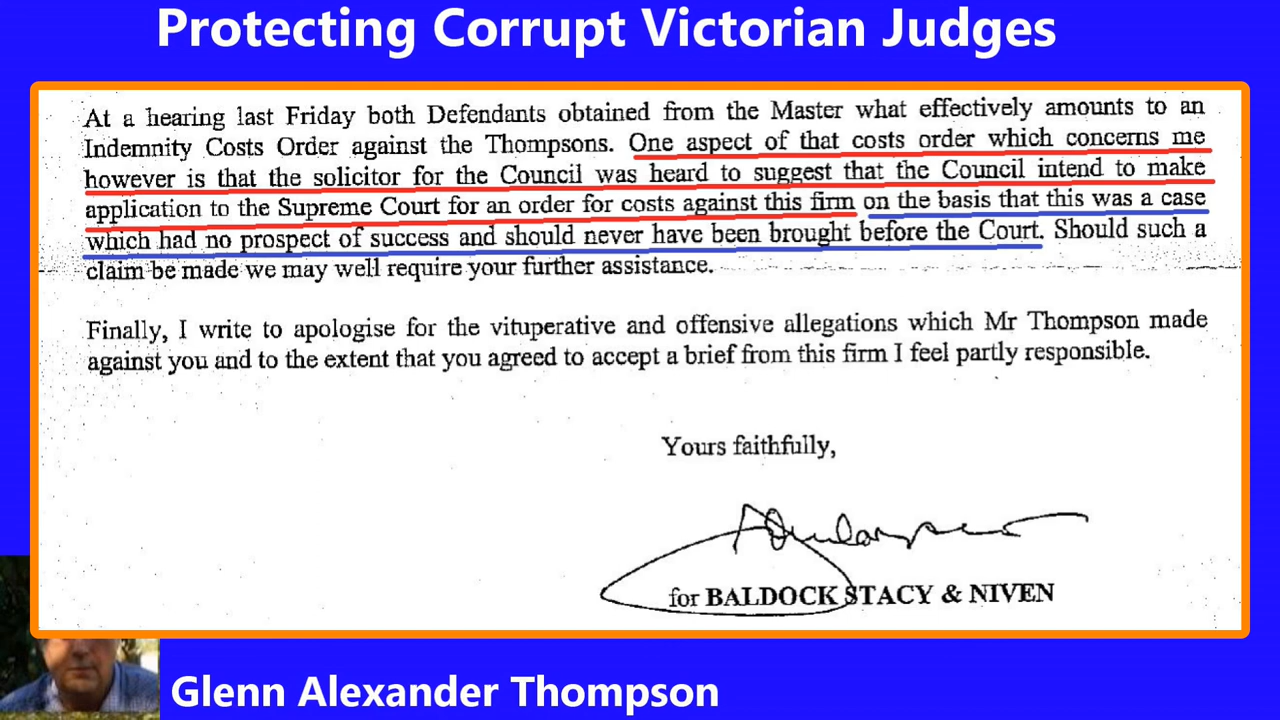 Protecting Corrupt Victorian Judges
At a hearing last Friday both Defendants obtained from the Master what effectively amounts to an
Indemnity Costs Order against the Thompsons. One aspect of that costs order which concerns me
however is that the solicitor for the Council was heard to suggest that the Council intend to make
application to the Supreme Court for an order for costs against this firm on the basis that this was a case
which had no prospect of success and should never have been brought before the Court. Should such a
claim be made we may well require your further assistance.
Finally, I write to apologise for the vituperative and offensive allegations which Mr Thompson made
against you and to the extent that you agreed to accept a brief from this firm I feel partly responsible.
Yours faithfully,
for BALDOCK STACY & NIVEN
Glenn Alexander Thompson